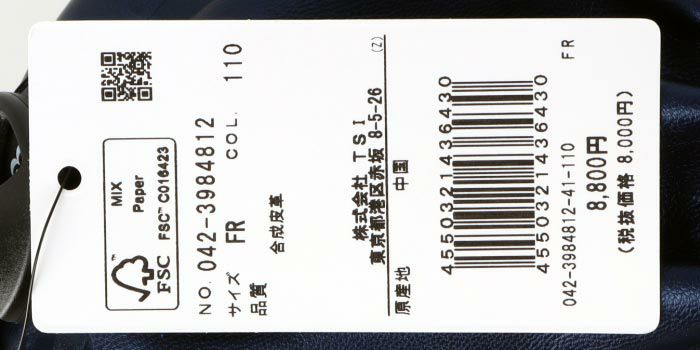 MIX
Paper
FSC™ C016423
FSC
NO. 042-3984812
COL. 110
サイズ FR
品質
合成皮革
株式会社 TSI
東京都港区赤坂 8-5-26
(Z)
原産地 中国
4550321436430
4550321436430
FR
042-3984812-41-110
8,800円
(税抜価格 8,000円)